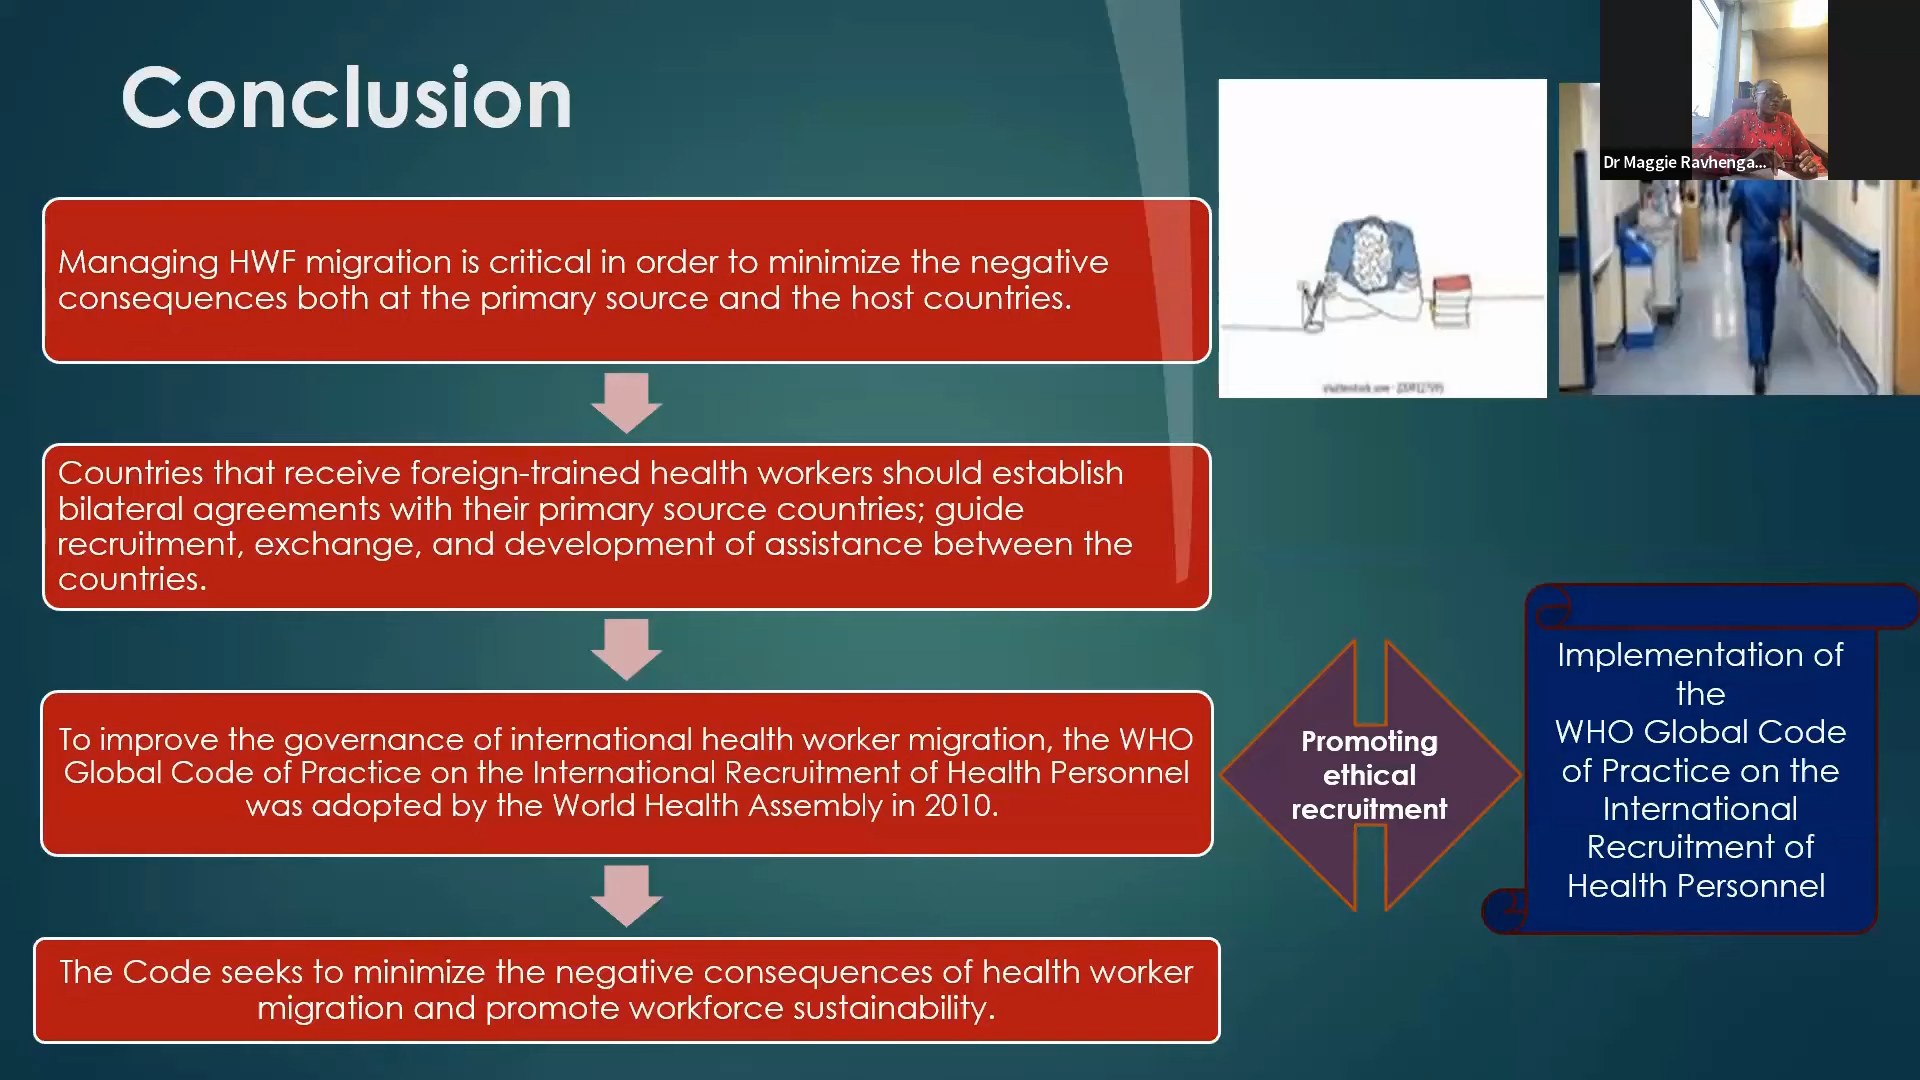 Conclusion
Dr Maggie Ravhenga...
Managing HWF migration is critical in order to minimize the negative
consequences both at the primary source and the host countries.
Countries that receive foreign-trained health workers should establish
bilateral agreements with their primary source countries; guide
recruitment, exchange, and development of assistance between the
countries.
To improve the governance of international health worker migration, the WHO
Global Code of Practice on the International Recruitment of Health Personnel
was adopted by the World Health Assembly in 2010.
The Code seeks to minimize the negative consequences of health worker
migration and promote workforce sustainability.
Promoting
ethical
recruitment
Implementation of
the
WHO Global Code
of Practice on the
International
Recruitment of
Health Personnel